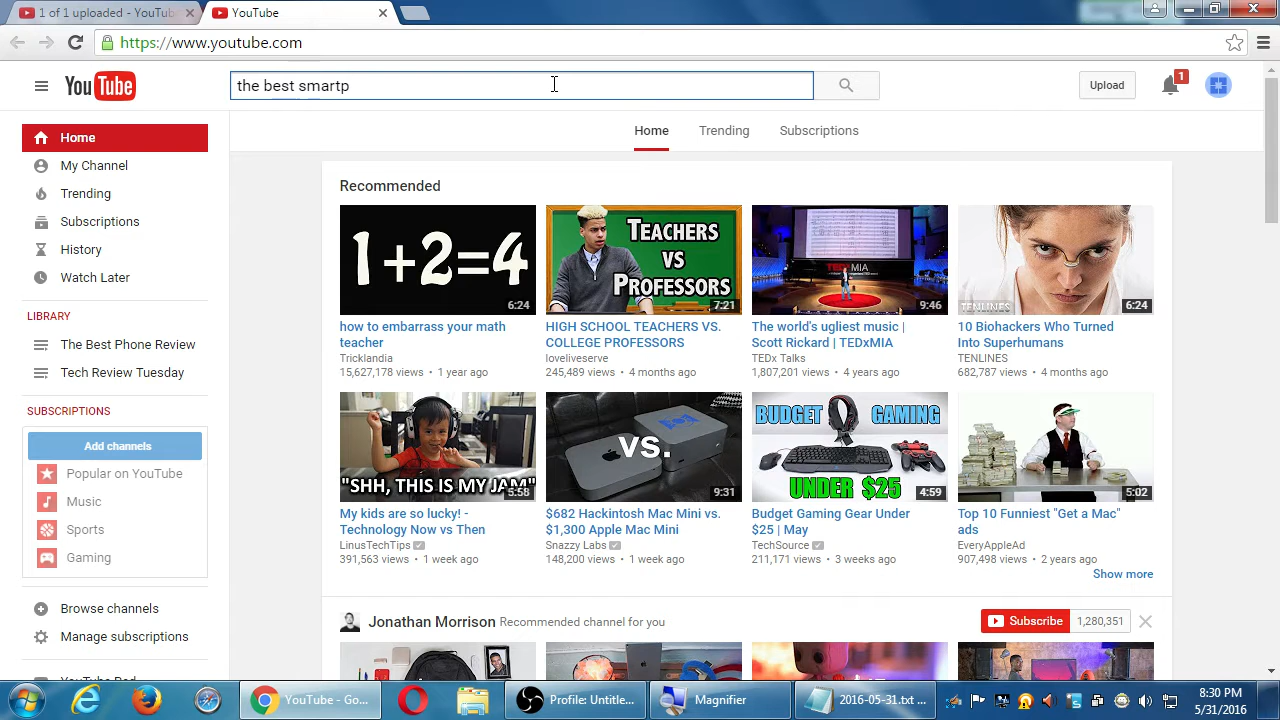 1 of 1 uploaded - YouTub
YouTube
https://www.youtube.com
YouTube
the best smartp
Upload
1
Home
Trending
Subscriptions
Home
My Channel
Trending
Subscriptions
History
Watch Later
LIBRARY
The Best Phone Review
Tech Review Tuesday
SUBSCRIPTIONS
Add channels
Popular on YouTube
Music
Sports
Gaming
Browse channels
Manage subscriptions
YouTube Red
Recommended
1+2=4
6:24
how to embarrass your math
teacher
Tricklandia
15,627,178 views • 1 year ago
TEACHERS
VS
PROFESSORS
7:21
HIGH SCHOOL TEACHERS VS.
COLLEGE PROFESSORS
loveliveserve
245,489 views • 4 months ago
MIA
9:46
The world's ugliest music |
Scott Rickard | TEDxMIA
TEDx Talks
1,807,201 views • 4 years ago
TENLINES
6:24
10 Biohackers Who Turned
Into Superhumans
TENLINES
682,787 views • 4 months ago
"SHH, THIS IS MY JAM"
5:58
My kids are so lucky! -
Technology Now vs Then
LinusTechTips
391,563 views • 1 week ago
VS.
9:31
$682 Hackintosh Mac Mini vs.
$1,300 Apple Mac Mini
Snazzy Labs
148,200 views • 1 week ago
BUDGET GAMING
UNDER $25
4:59
Budget Gaming Gear Under
$25 | May
TechSource
211,171 views • 3 weeks ago
5:02
Top 10 Funniest "Get a Mac"
ads
EveryAppleAd
907,498 views • 2 years ago
Show more
Jonathan Morrison Recommended channel for you
Subscribe 1,280,351
YouTube - Go...
Profile: Untitle...
Magnifier
2016-05-31.txt ...
8:30 PM
5/31/2016